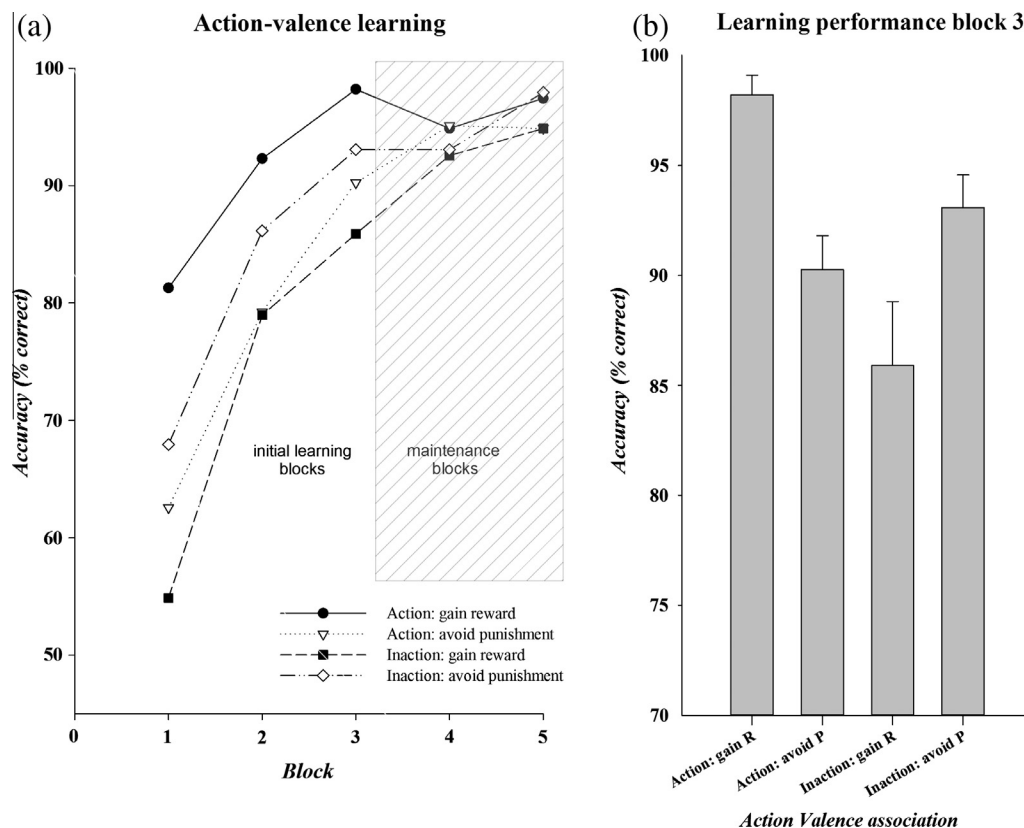 (a)
Action-valence learning
100
90
80
70
60
50
Accuracy (% correct)
initial learning
blocks
maintenance
blocks
Action: gain reward
Action: avoid punishment
Inaction: gain reward
Inaction: avoid punishment
0 1 2 3 4 5
Block
(b)
Learning performance block 3
100
95
90
85
80
75
70
Accuracy (% correct)
Action: gain R
Action: avoid P
Inaction: gain R
Inaction: avoid P
Action Valence association